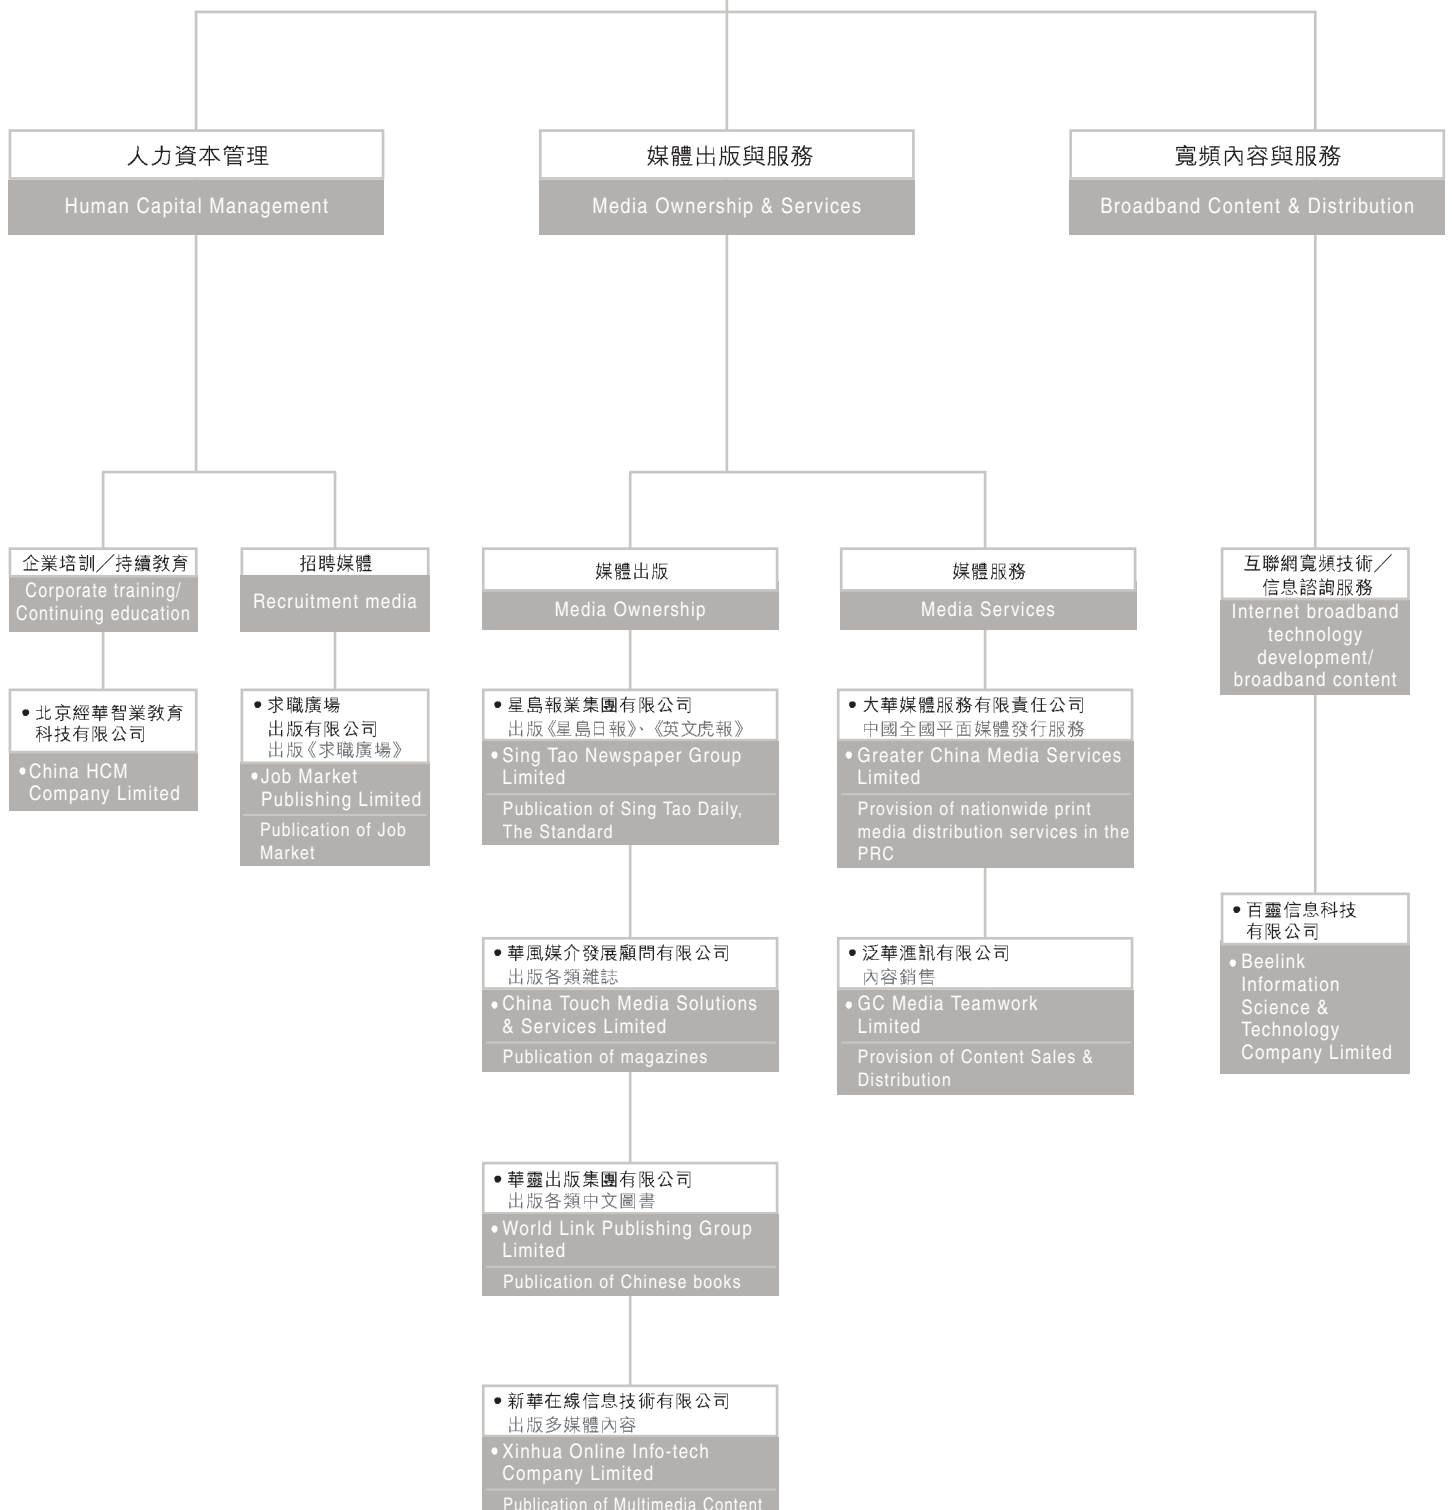 人力資本管理
Human Capital Management
媒體出版與服務
Media Ownership & Services
寬頻內容與服務
Broadband Content & Distribution
企業培訓／持續教育
Corporate training/
Continuing education
招聘媒體
Recruitment media
媒體出版
Media Ownership
媒體服務
Media Services
互聯網寬頻技術／
信息諮詢服務
Internet broadband
technology
development/
broadband content
• 北京經華智業教育
科技有限公司
• China HCM
Company Limited
• 求職廣場
出版有限公司
出版《求職廣場》
• Job Market
Publishing Limited
Publication of Job
Market
• 星島報業集團有限公司
出版《星島日報》、《英文虎報》
• Sing Tao Newspaper Group
Limited
Publication of Sing Tao Daily,
The Standard
• 大華媒體服務有限責任公司
中國全國平面媒體發行服務
• Greater China Media Services
Limited
Provision of nationwide print
media distribution services in the
PRC
• 百靈信息科技
有限公司
• Beelink
Information
Science &
Technology
Company Limited
• 華風媒介發展顧問有限公司
出版各類雜誌
• China Touch Media Solutions
& Services Limited
Publication of magazines
• 泛華滙訊有限公司
內容銷售
• GC Media Teamwork
Limited
Provision of Content Sales &
Distribution
• 華靈出版集團有限公司
出版各類中文圖書
• World Link Publishing Group
Limited
Publication of Chinese books
• 新華在線信息技術有限公司
出版多媒體內容
• Xinhua Online Info-tech
Company Limited
Publication of Multimedia Content